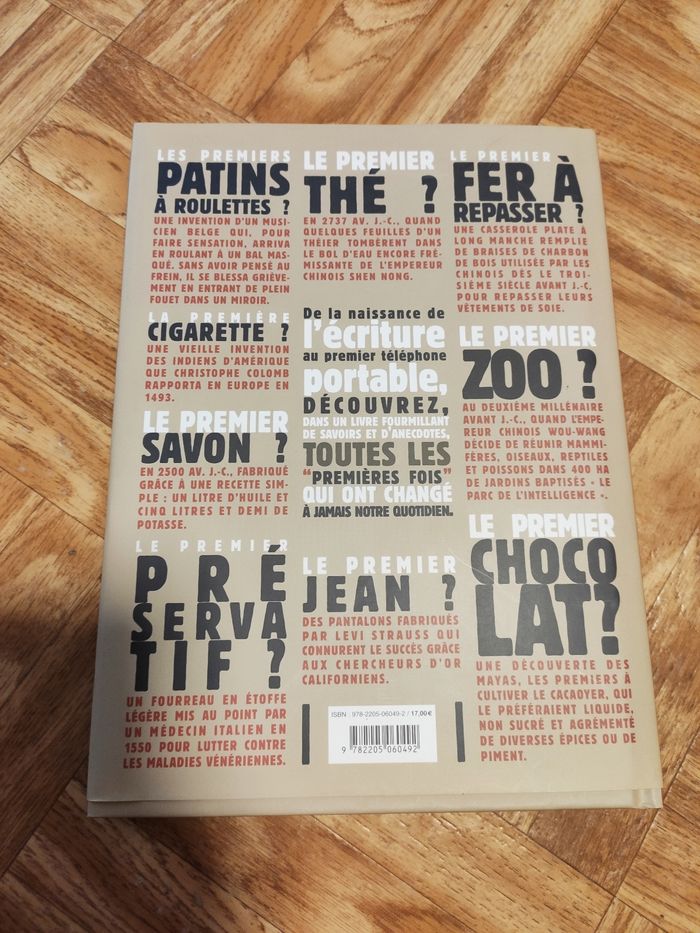 LES PREMIERS
PATINS
À ROULETTES ?
UNE INVENTION D'UN MUSI-
CIEN BELGE QUI, POUR
FAIRE SENSATION, ARRIVA
EN ROULANT À UN BAL MAS-
QUÉ. SANS AVOIR PENSÉ AU
FREIN, IL SE BLESSA GRIÈVE-
MENT EN ENTRANT DE PLEIN
FOUET DANS UN MIROIR.
LA PREMIÈRE
CIGARETTE ?
UNE VIEILLE INVENTION
DES INDIENS D'AMÉRIQUE
QUE CHRISTOPHE COLOMB
RAPPORTA EN EUROPE EN
1493.
LE PREMIER
SAVON ?
EN 2500 AV. J.-C., FABRIQUÉ
GRÂCE À UNE RECETTE SIM-
PLE : UN LITRE D'HUILE ET
CINQ LITRES ET DEMI DE
POTASSE.
LE PREMIER
PRÉ
SERVA
TIF ?
UN FOURREAU EN ÉTOFFE
LÉGÈRE MIS AU POINT PAR
UN MÉDECIN ITALIEN EN
1550 POUR LUTTER CONTRE
LES MALADIES VÉNÉRIENNES.
LE PREMIER
THÉ ?
EN 2737 AV. J.-C., QUAND
QUELQUES FEUILLES D'UN
THÉIER TOMBÈRENT DANS
LE BOL D'EAU ENCORE FRÉ-
MISSANTE DE L'EMPEREUR
CHINOIS SHEN NONG.
De la naissance de
l'écriture
au premier téléphone
portable,
DÉCOUVREZ,
DANS UN LIVRE FOURMILLANT
DE SAVOIRS ET D'ANECDOTES,
TOUTES LES
"PREMIÈRES FOIS"
QUI ONT CHANGÉ
À JAMAIS NOTRE QUOTIDIEN.
LE PREMIER
JEAN ?
DES PANTALONS FABRIQUÉS
PAR LEVI STRAUSS QUI
CONNURENT LE SUCCÈS GRÂCE
AUX CHERCHEURS D'OR
CALIFORNIENS.
ISBN : 978-2205-06049-2 / 17,00 €
9 782205 060492
LE PREMIER
FER À
REPASSER ?
UNE CASSEROLE PLATE À
LONG MANCHE REMPLIE
DE BRAISES DE CHARBON
DE BOIS UTILISÉE PAR LES
CHINOIS DÈS LE TROI-
SIÈME SIÈCLE AVANT J.-C.
POUR REPASSER LEURS
VÊTEMENTS DE SOIE.
LE PREMIER
ZOO ?
AU DEUXIÈME MILLÉNAIRE
AVANT J.-C., QUAND L'EMPE-
REUR CHINOIS WOU-WANG
DÉCIDE DE RÉUNIR MAMMI-
FÈRES, OISEAUX, REPTILES
ET POISSONS DANS 400 HA
DE JARDINS BAPTISÉS « LE
PARC DE L'INTELLIGENCE ».
LE PREMIER
CHOCO
LAT?
UNE DÉCOUVERTE DES
MAYAS, LES PREMIERS À
CULTIVER LE CACAOYER, QUI
LE PRÉFÉRAIENT LIQUIDE,
NON SUCRÉ ET AGRÉMENTÉ
DE DIVERSES ÉPICES OU DE
PIMENT.